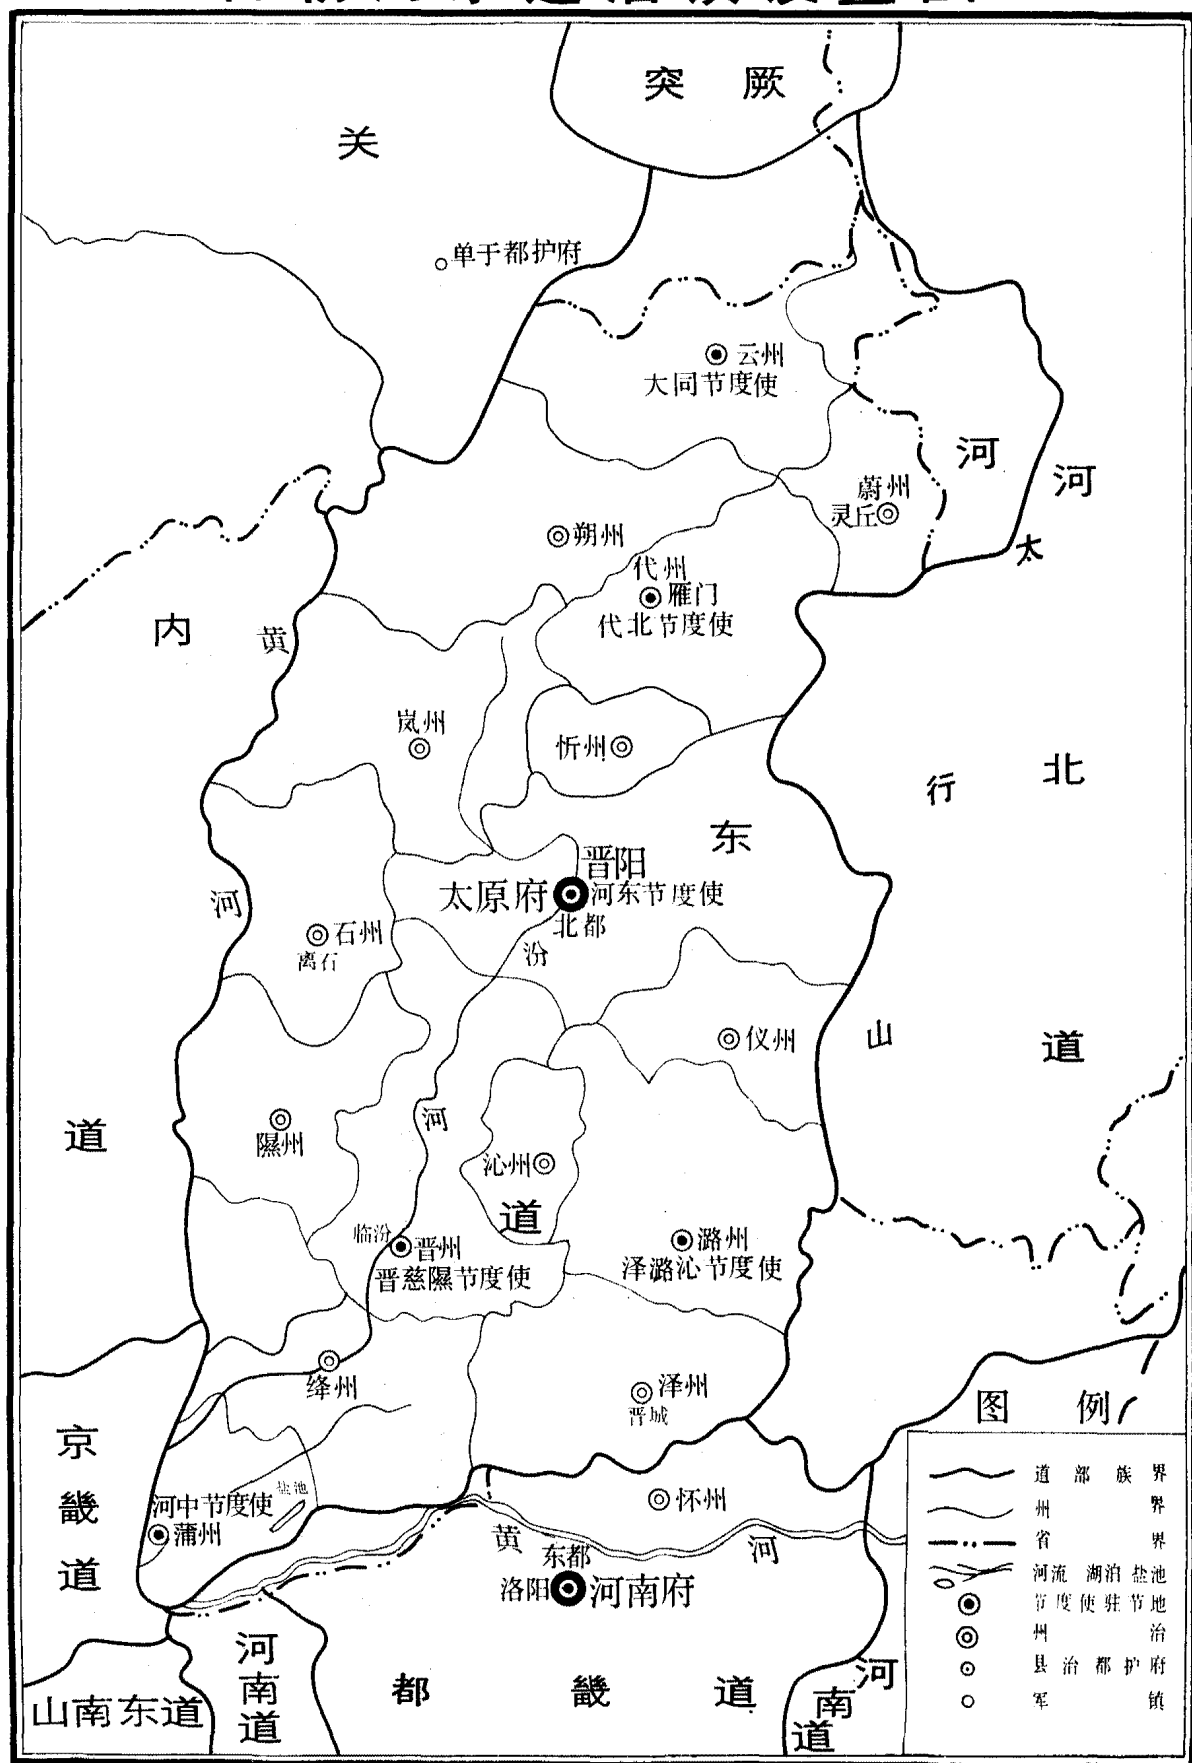 突厥
关
单于都护府
云州
大同节度使
河
河
蔚州
灵丘
朔州
太
代州
雁门
代北节度使
内
黄
岚州
忻州
行
北
东
晋阳
太原府
河东节度使
北都
河
石州
离石
汾
仪州
山
道
道
隰州
河
沁州
道
临汾
晋州
晋慈隰节度使
潞州
泽潞沁节度使
绛州
泽州
晋城
京畿道
盐池
河中节度使
蒲州
怀州
黄
河
东都
洛阳
河南府
山南东道
河南道
都畿道
河南道
图例
道部族界
州界
省界
河流 湖泊 盐池
节度使驻节地
州治
县治都护府
军镇